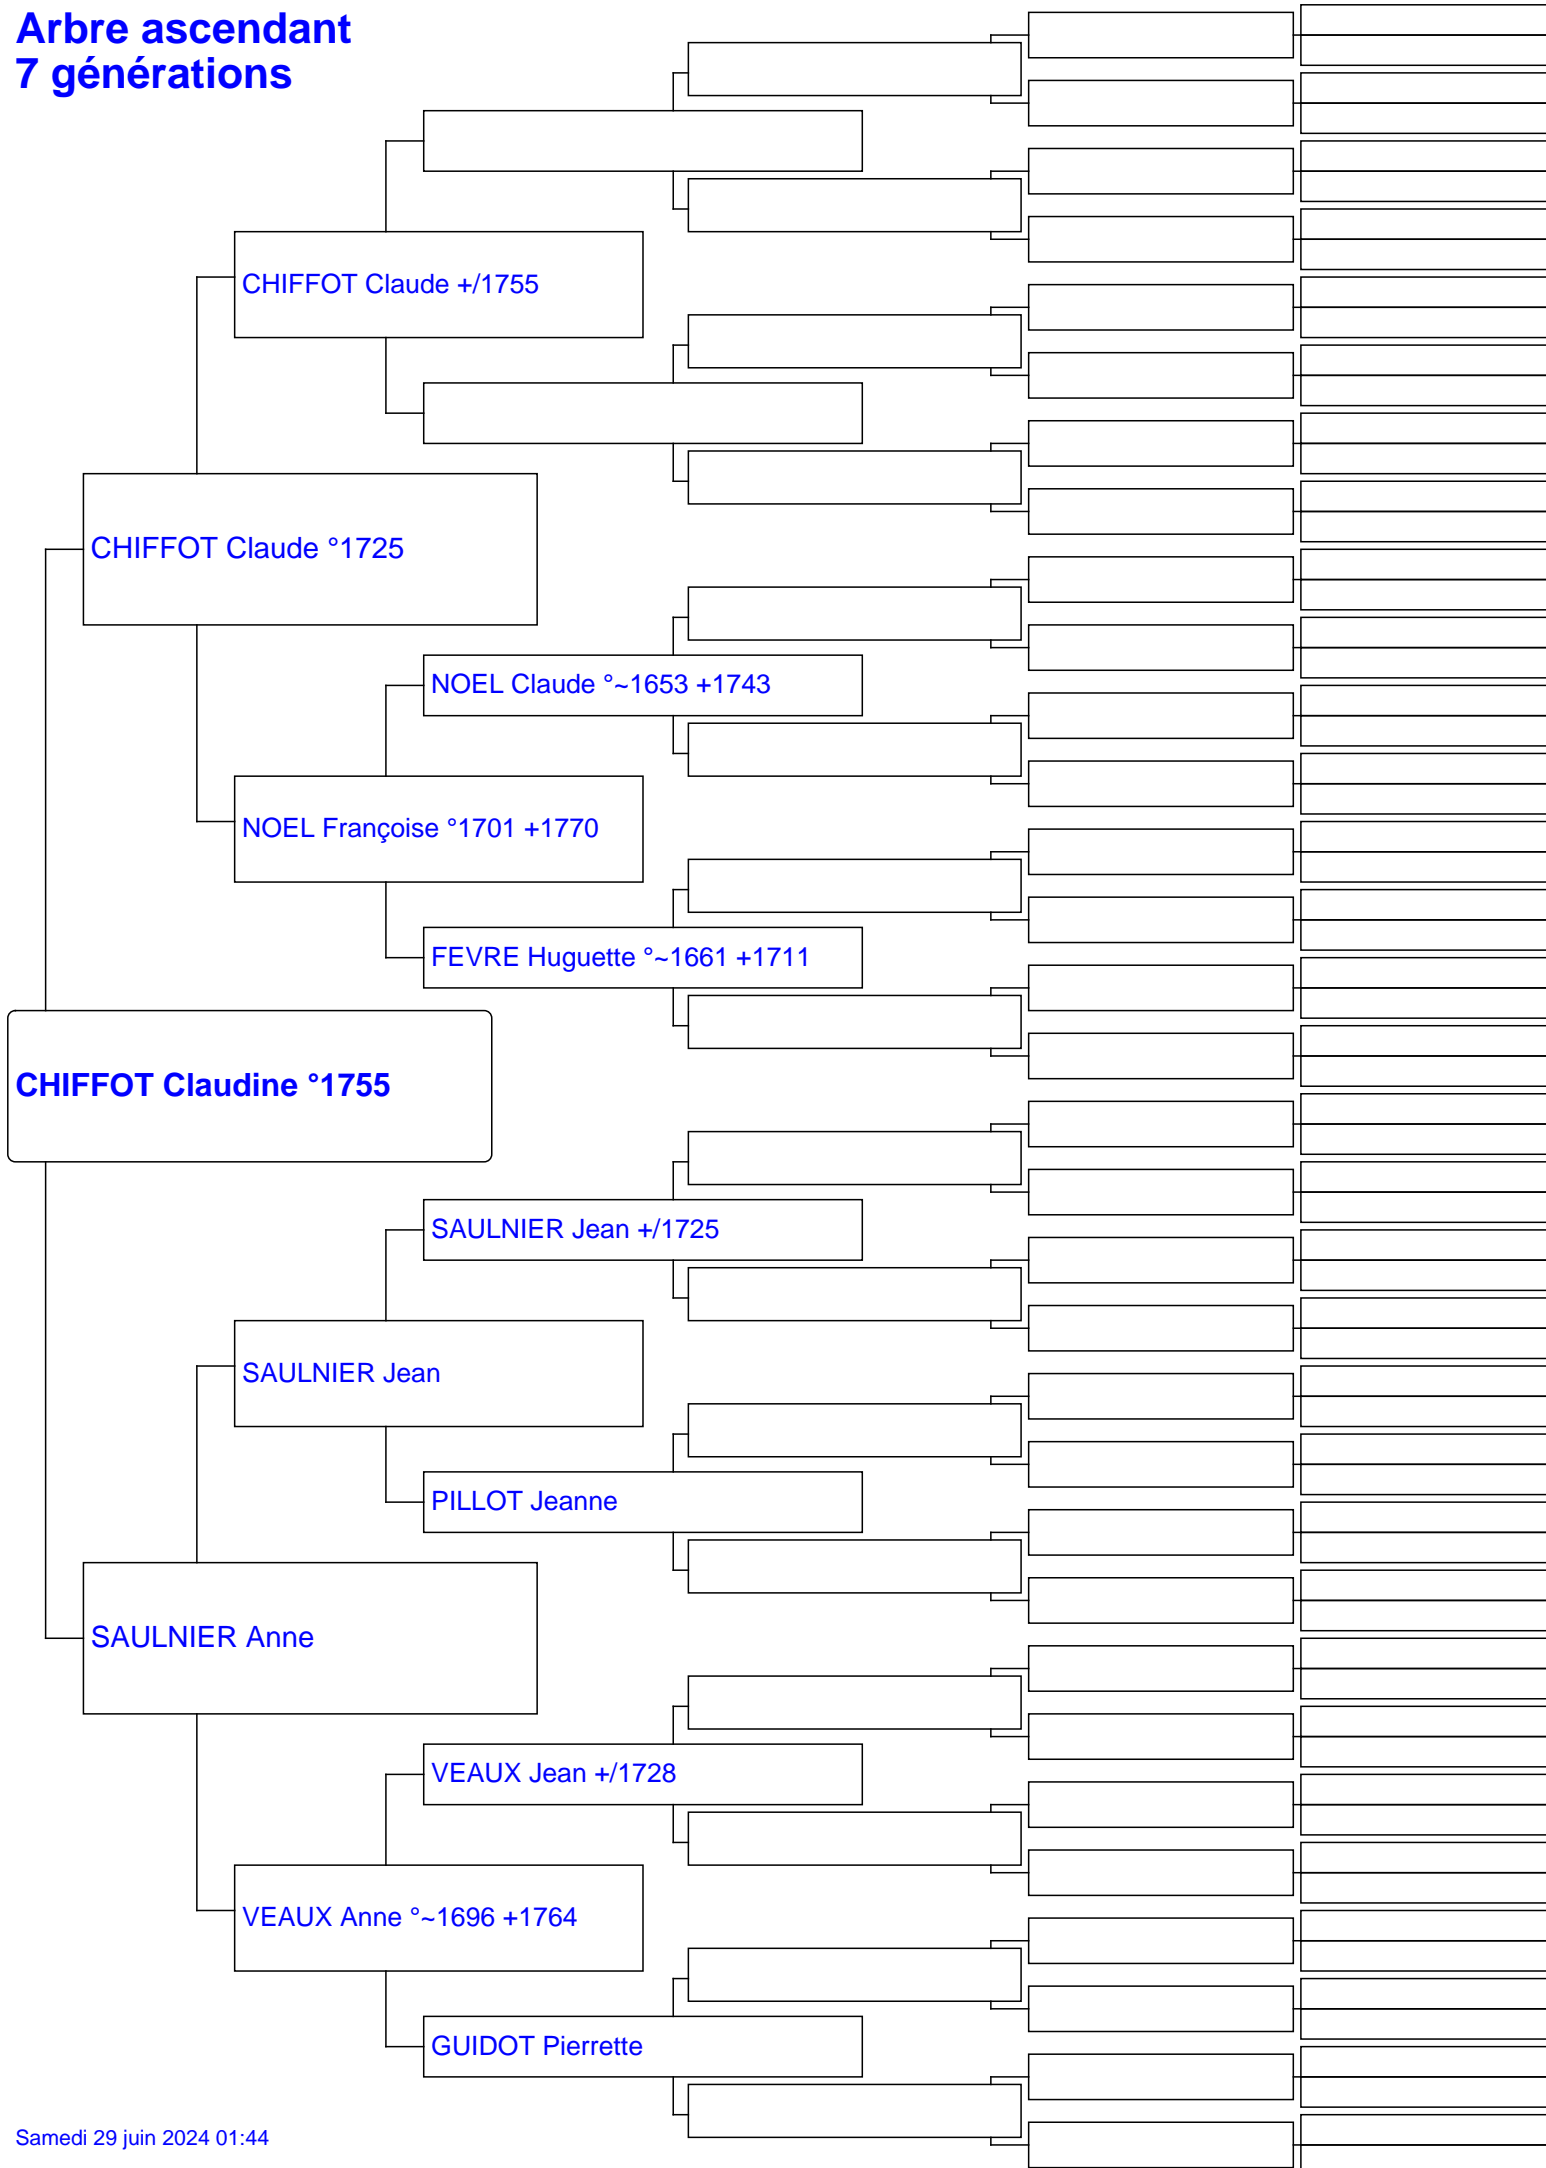 Arbre ascendant
7 générations
CHIFFOT Claude +/1755
CHIFFOT Claude °1725
NOEL Claude °~1653 +1743
NOEL Françoise °1701 +1770
FEVRE Huguette °~1661 +1711
CHIFFOT Claudine °1755
SAULNIER Jean +/1725
SAULNIER Jean
PILLOT Jeanne
SAULNIER Anne
VEAUX Jean +/1728
VEAUX Anne °~1696 +1764
GUIDOT Pierrette
Samedi 29 juin 2024 01:44